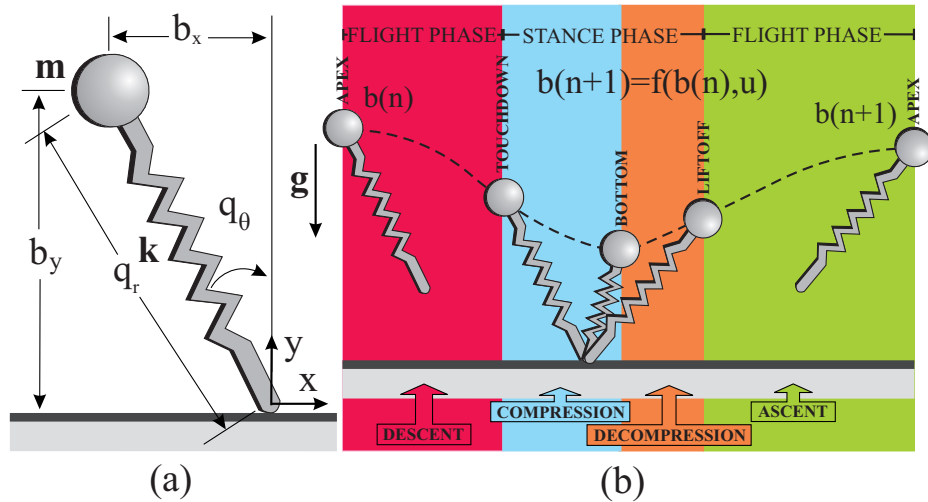 b_x
m
q_θ
k
b_y
q_r
y
x
(a)
FLIGHT PHASE
STANCE PHASE
FLIGHT PHASE
b(n+1)=f(b(n),u)
APEX
b(n)
TOUCHDOWN
BOTTOM
LIFTOFF
b(n+1)
APEX
g
COMPRESSION
ASCENT
DESCENT
DECOMPRESSION
(b)